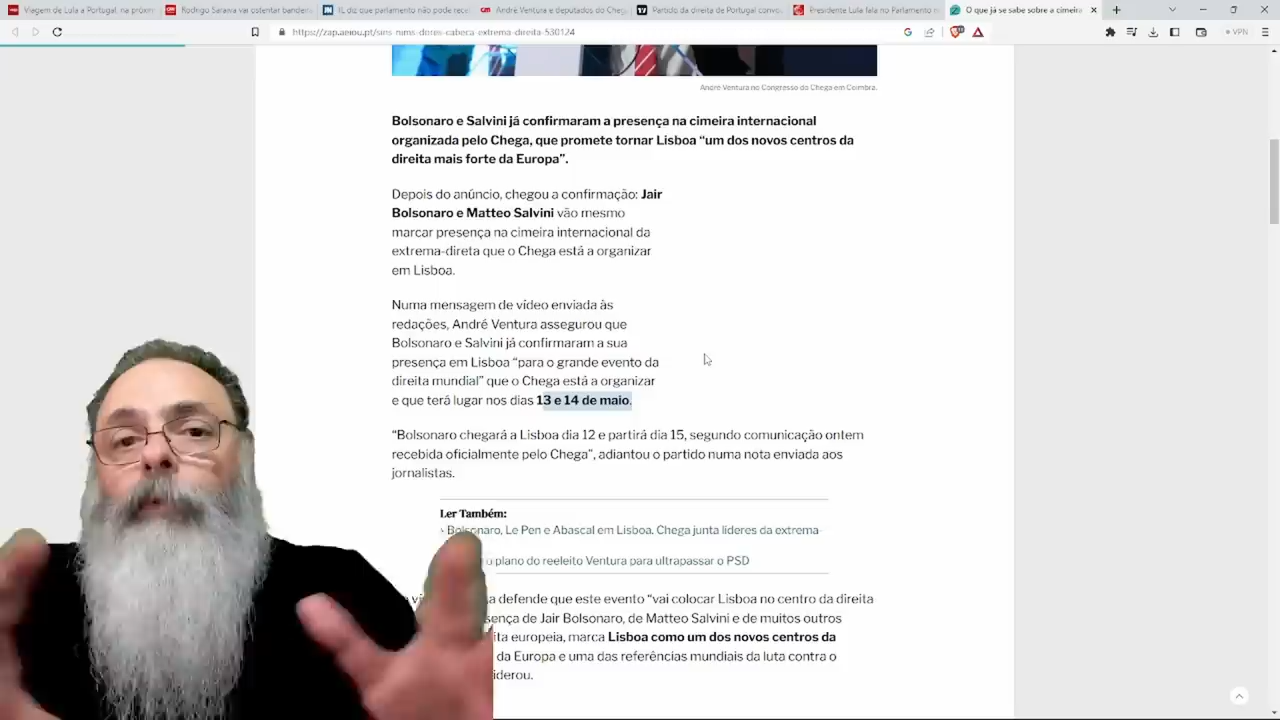 Viagem de Lula a Portugal, na próxim
Rodrigo Saraiva vai ostentar bandeira
IL diz que parlamento não pode rece
André Ventura e deputados do Chega
Partido da direita de Portugal convoc
Presidente Lula fala no Parlamento n
O que já se sabe sobre a cimeira
https://zap.aeiou.pt/sins-nims-dores-cabeca-extrema-direita-530124
VPN
André Ventura no Congresso do Chega em Coimbra.
Bolsonaro e Salvini já confirmaram a presença na cimeira internacional
organizada pelo Chega, que promete tornar Lisboa “um dos novos centros da
direita mais forte da Europa”.
Depois do anúncio, chegou a confirmação: Jair
Bolsonaro e Matteo Salvini vão mesmo
marcar presença na cimeira internacional da
extrema-direta que o Chega está a organizar
em Lisboa.
Numa mensagem de vídeo enviada às
redações, André Ventura assegurou que
Bolsonaro e Salvini já confirmaram a sua
presença em Lisboa “para o grande evento da
direita mundial” que o Chega está a organizar
e que terá lugar nos dias 13 e 14 de maio.
“Bolsonaro chegará a Lisboa dia 12 e partirá dia 15, segundo comunicação ontem
recebida oficialmente pelo Chega”, adiantou o partido numa nota enviada aos
jornalistas.
Ler Também:
Bolsonaro, Le Pen e Abascal em Lisboa. Chega junta líderes da extrema-
o plano do reeleito Ventura para ultrapassar o PSD
defende que este evento “vai colocar Lisboa no centro da direita
sença de Jair Bolsonaro, de Matteo Salvini e de muitos outros
ita europeia, marca Lisboa como um dos novos centros da
da Europa e uma das referências mundiais da luta contra o
iderou.